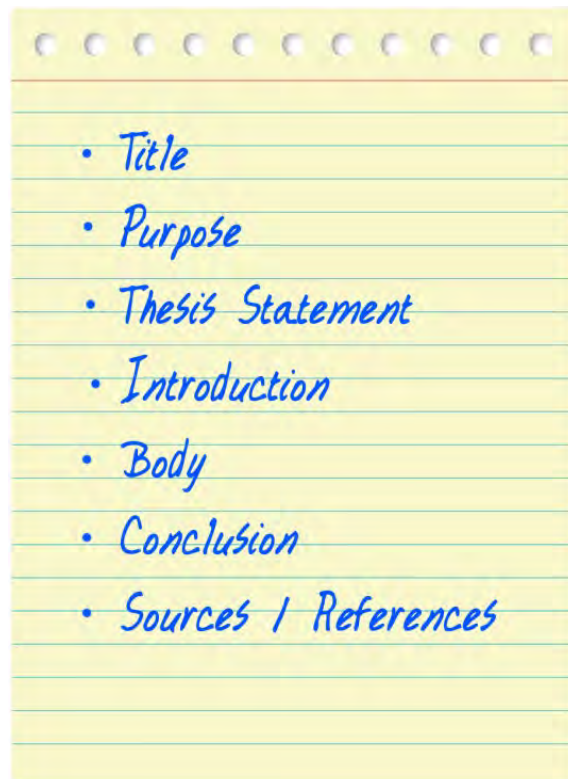 • Title
• Purpose
• Thesis Statement
• Introduction
• Body
• Conclusion
• Sources / References